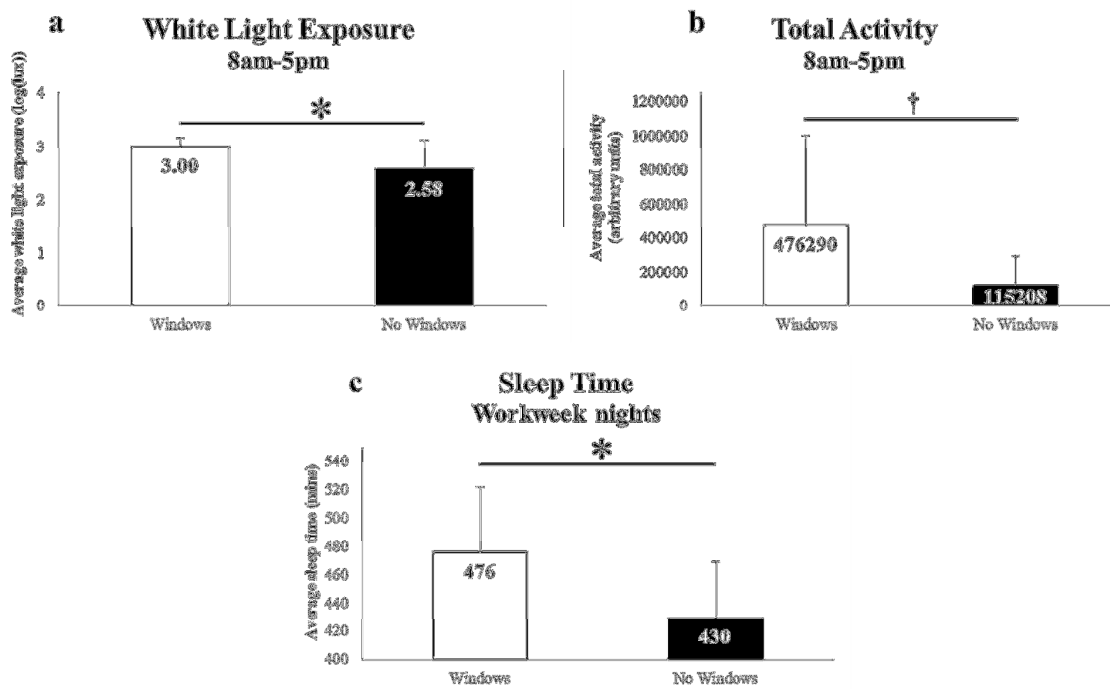 a
White Light Exposure
8am-5pm
Average white light exposure (log(lux))
4
3
2
1
0
*
3.00
2.58
Windows
No Windows
b
Total Activity
8am-5pm
Average total activity
(arbitrary units)
1200000
1000000
800000
600000
400000
200000
0
†
476290
115208
Windows
No Windows
c
Sleep Time
Workweek nights
Average sleep time (mins)
540
520
500
480
460
440
420
400
*
476
430
Windows
No Windows